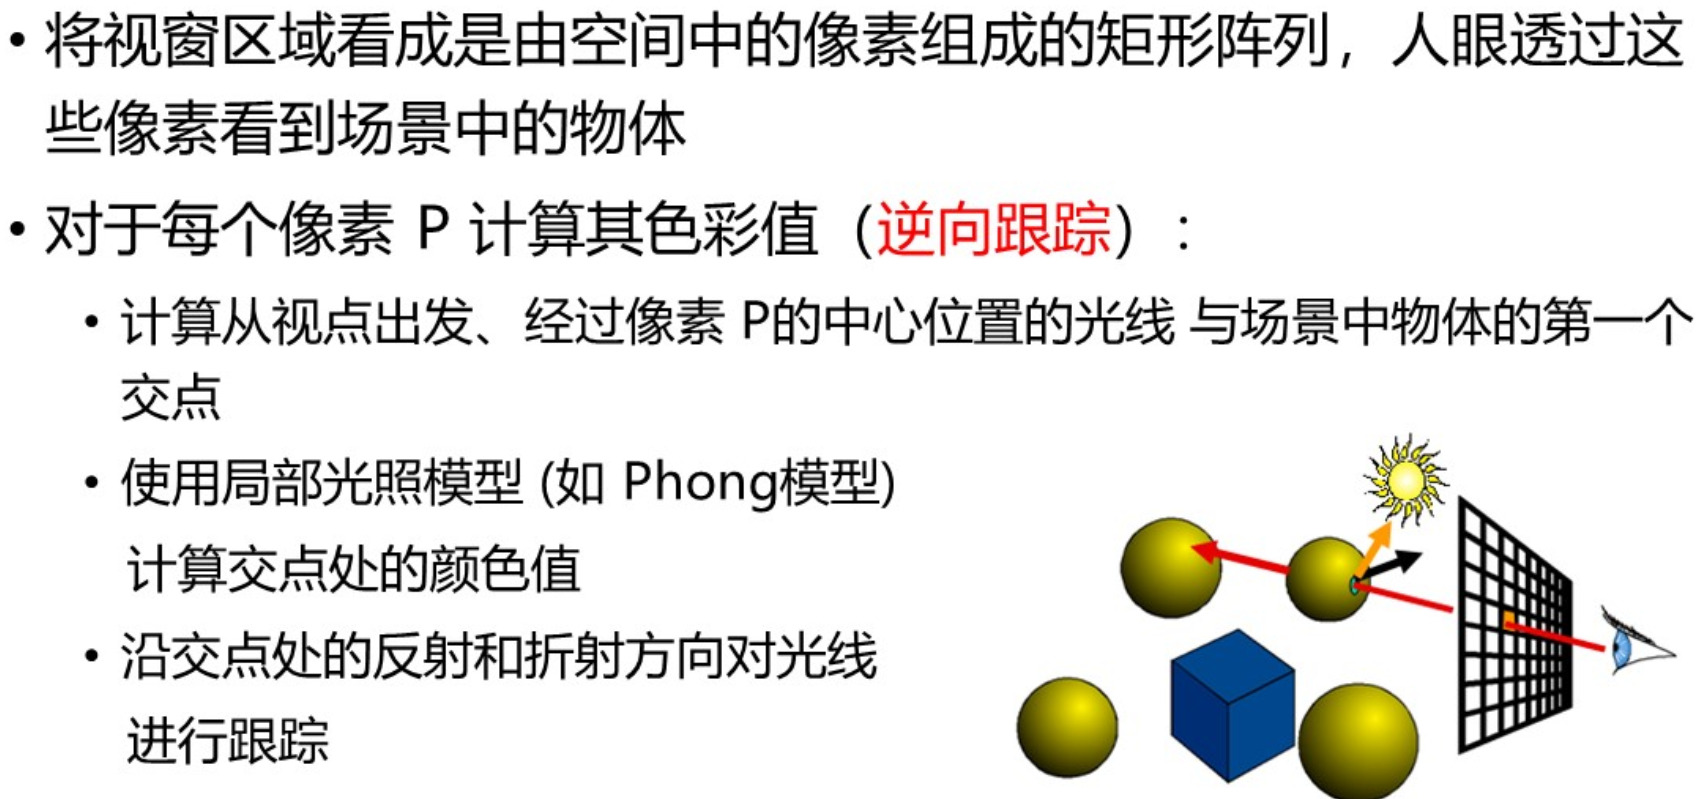 • 将视窗区域看成是由空间中的像素组成的矩形阵列，人眼透过这
些像素看到场景中的物体
• 对于每个像素 P 计算其色彩值（逆向跟踪）：
• 计算从视点出发、经过像素 P的中心位置的光线 与场景中物体的第一个
交点
• 使用局部光照模型 (如 Phong模型)
计算交点处的颜色值
• 沿交点处的反射和折射方向对光线
进行跟踪